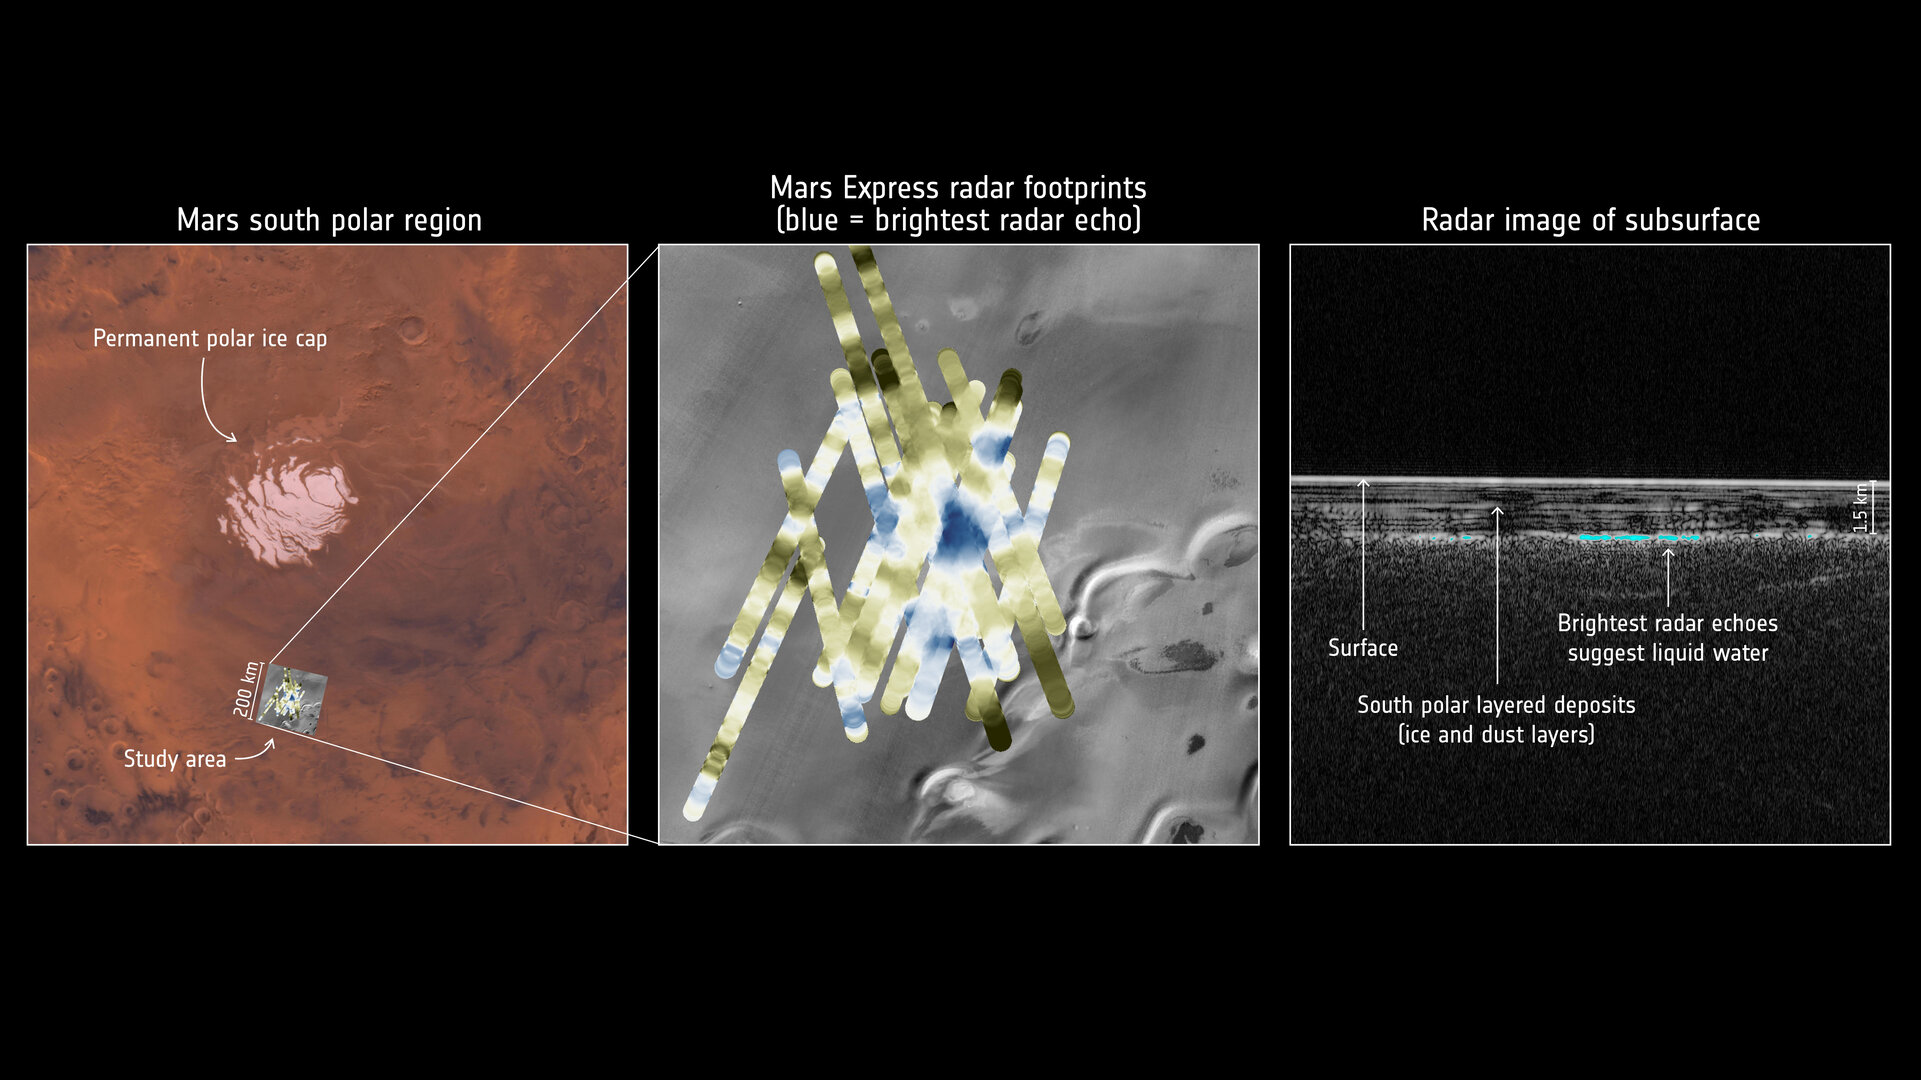 Mars south polar region
Permanent polar ice cap
200 km
Study area
Mars Express radar footprints
(blue = brightest radar echo)
Radar image of subsurface
1.5 km
Surface
Brightest radar echoes
suggest liquid water
South polar layered deposits
(ice and dust layers)